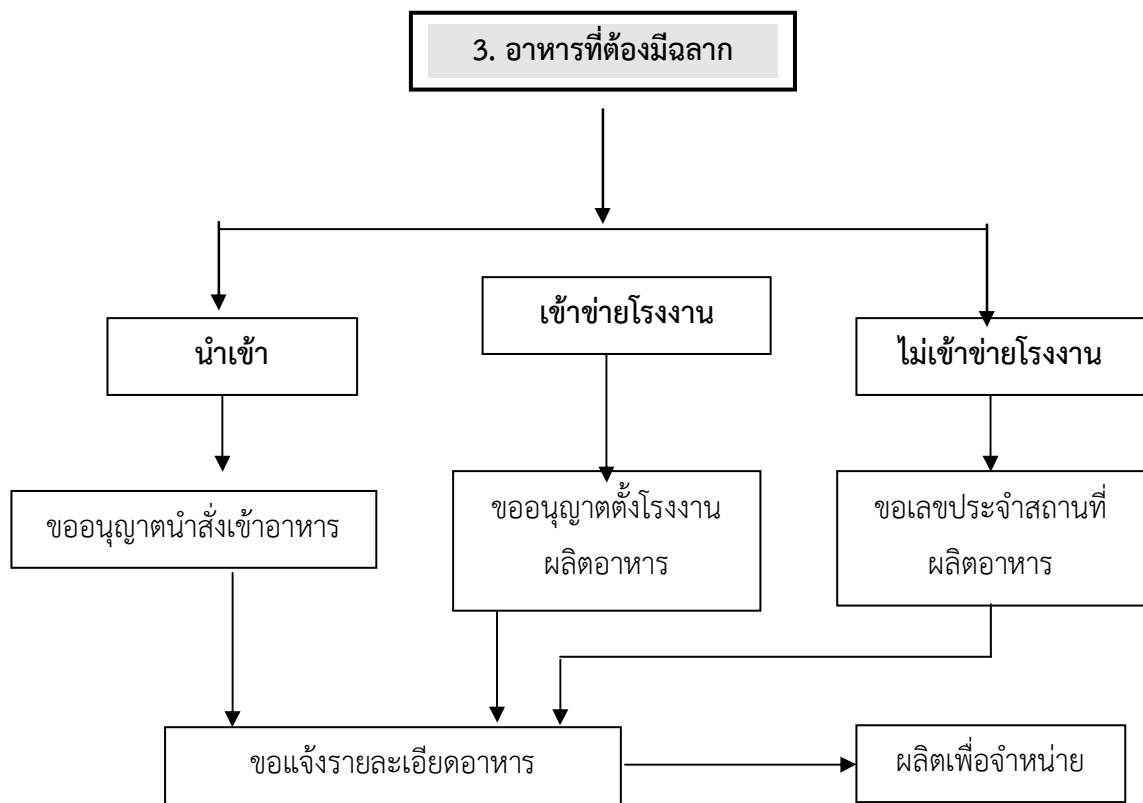 3. อาหารที่ต้องมีฉลาก
นำเข้า
เข้าข่ายโรงงาน
ไม่เข้าข่ายโรงงาน
ขออนุญาตนำสั่งเข้าอาหาร
ขออนุญาตตั้งโรงงาน
ผลิตอาหาร
ขอเลขประจำสถานที่
ผลิตอาหาร
ขอแจ้งรายละเอียดอาหาร
ผลิตเพื่อจำหน่าย